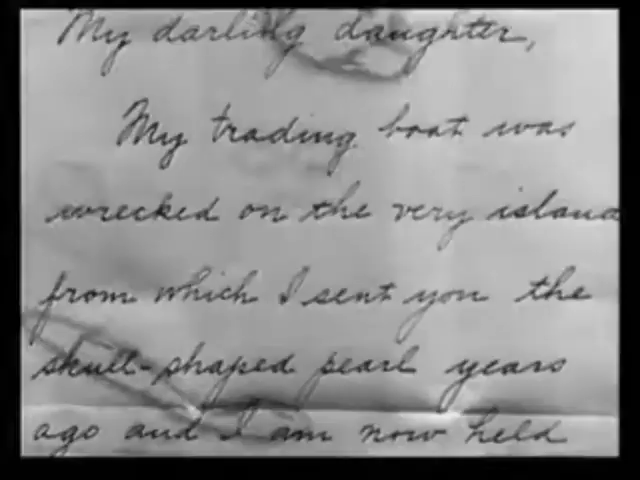 My darling daughter,
My trading boat was
wrecked on the very island
from which I sent you the
skull-shaped pearl years
ago and I am now held